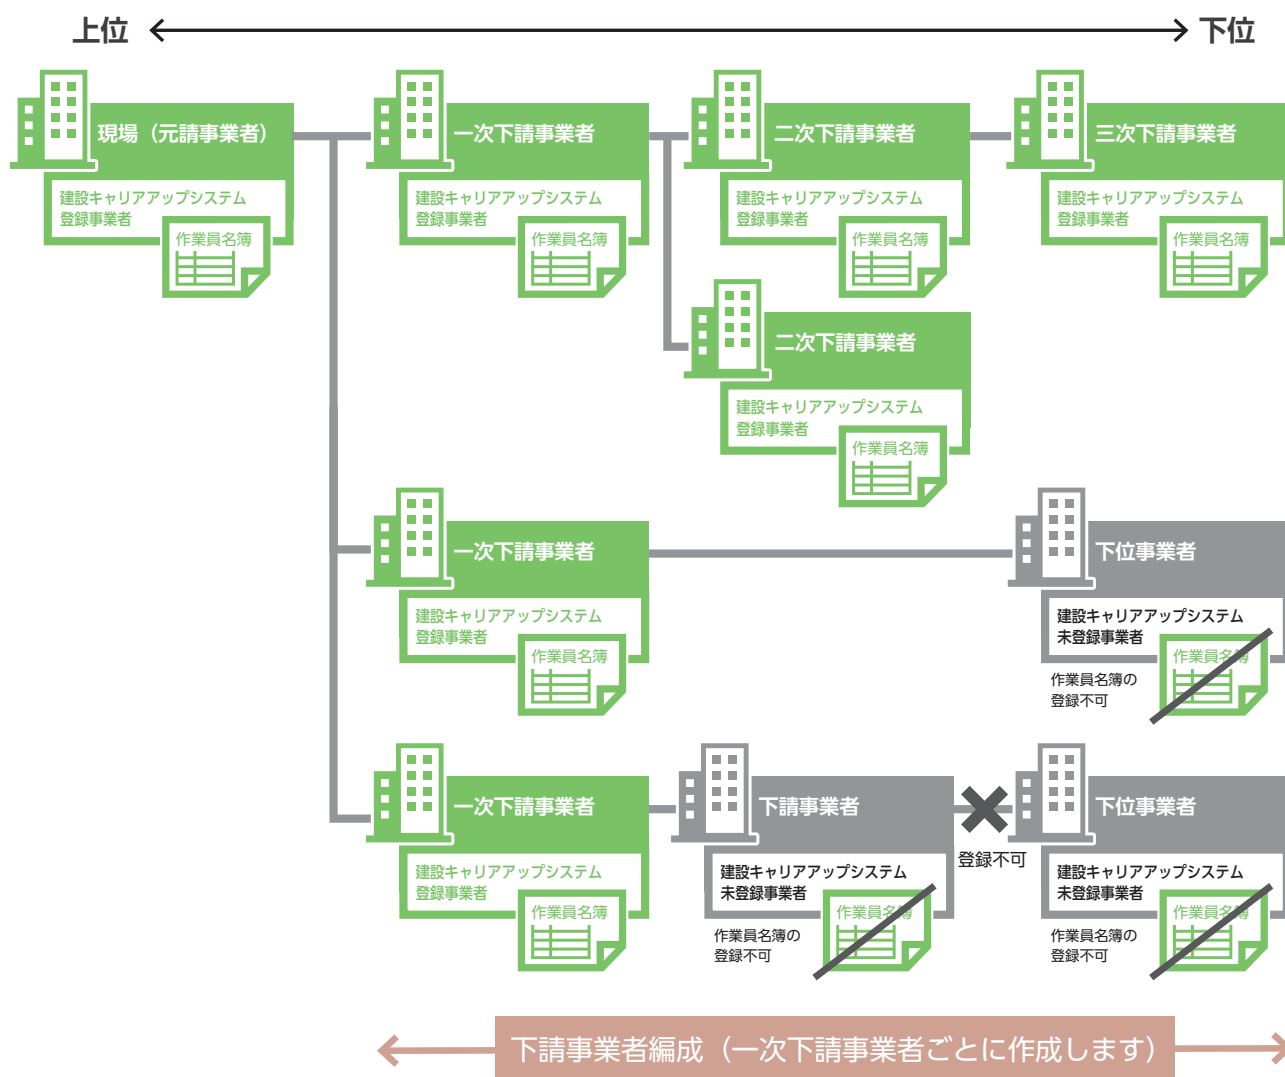 上位
下位
現場（元請事業者）
建設キャリアアップシステム
登録事業者
作業員名簿
一次下請事業者
建設キャリアアップシステム
登録事業者
作業員名簿
二次下請事業者
建設キャリアアップシステム
登録事業者
作業員名簿
三次下請事業者
建設キャリアアップシステム
登録事業者
作業員名簿
二次下請事業者
建設キャリアアップシステム
登録事業者
作業員名簿
一次下請事業者
建設キャリアアップシステム
登録事業者
作業員名簿
下位事業者
建設キャリアアップシステム
未登録事業者
作業員名簿
作業員名簿の
登録不可
一次下請事業者
建設キャリアアップシステム
登録事業者
作業員名簿
下請事業者
建設キャリアアップシステム
未登録事業者
作業員名簿
作業員名簿の
登録不可
登録不可
下位事業者
建設キャリアアップシステム
未登録事業者
作業員名簿
作業員名簿の
登録不可
下請事業者編成（一次下請事業者ごとに作成します）